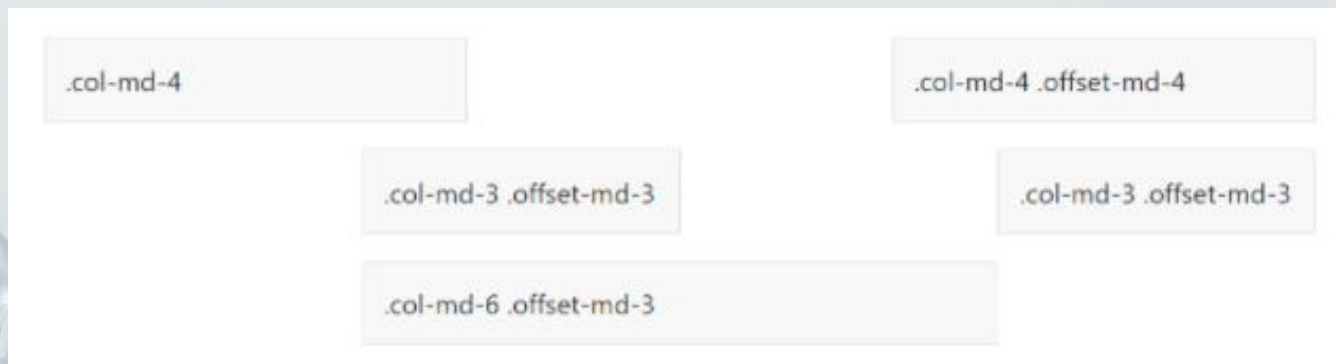 .col-md-4
.col-md-4 .offset-md-4
.col-md-3 .offset-md-3
.col-md-3 .offset-md-3
.col-md-6 .offset-md-3